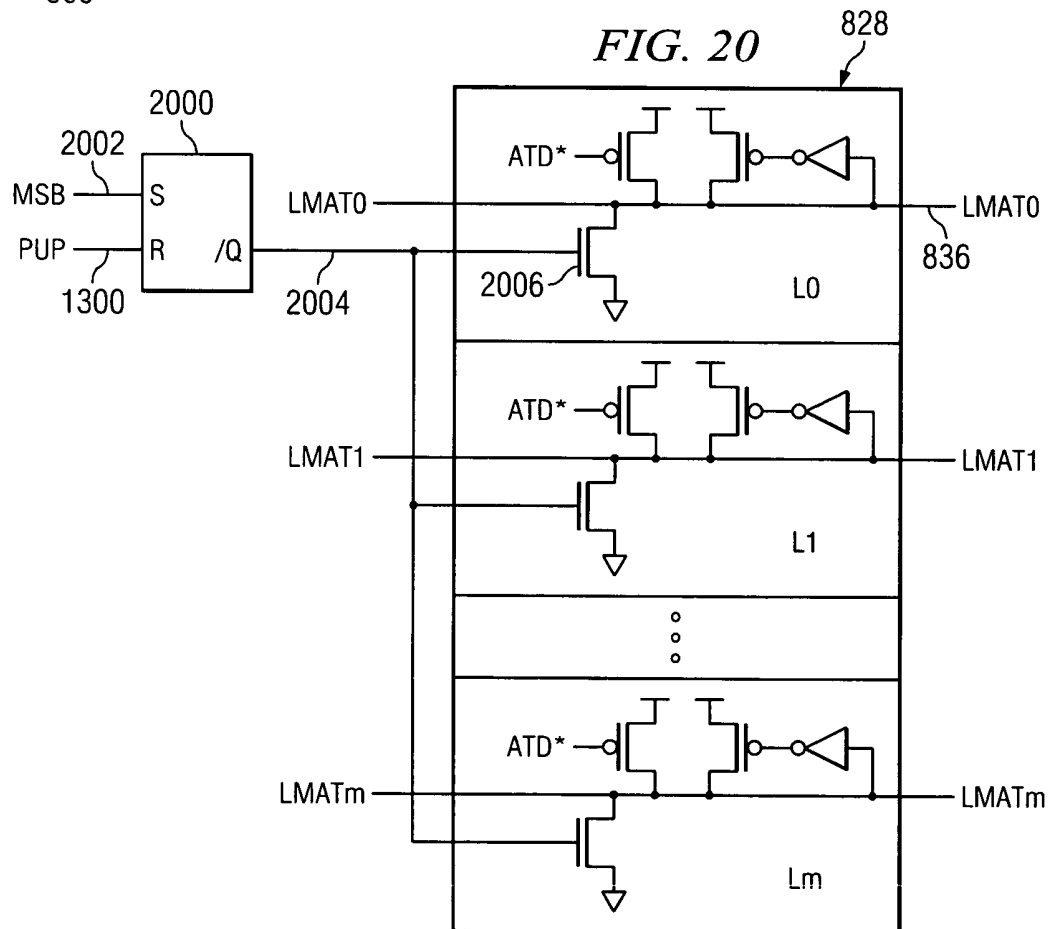 FIG. 20
828
2000
2002
MSB
S
PUP
R
/Q
1300
2004
ATD*
LMAT0
LMAT0
2006
836
L0
ATD*
LMAT1
LMAT1
L1
ATD*
LMATm
LMATm
Lm